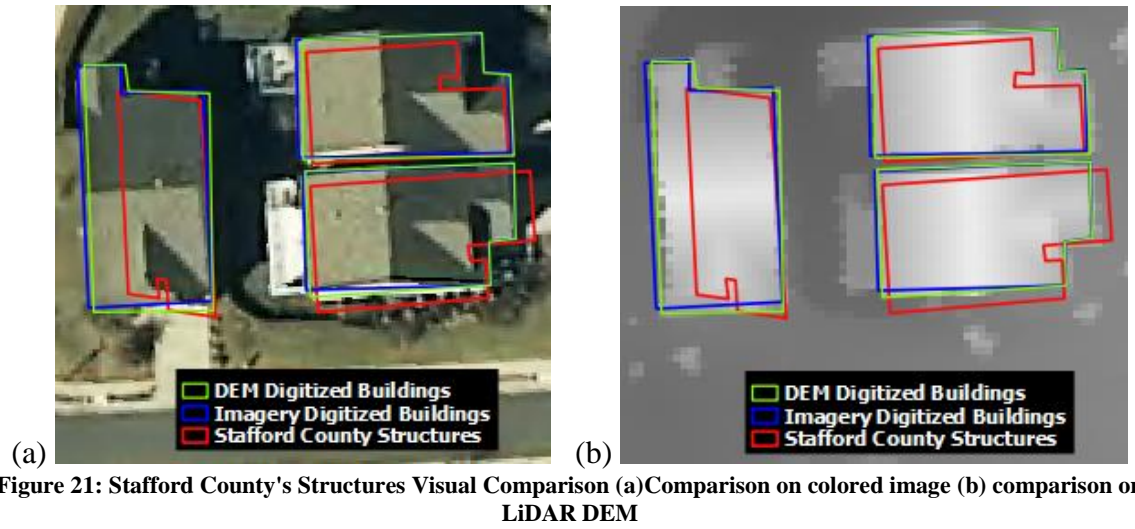 DEM Digitized Buildings
Imagery Digitized Buildings
Stafford County Structures
(a)
DEM Digitized Buildings
Imagery Digitized Buildings
Stafford County Structures
(b)
Figure 21: Stafford County's Structures Visual Comparison (a)Comparison on colored image (b) comparison on
LiDAR DEM